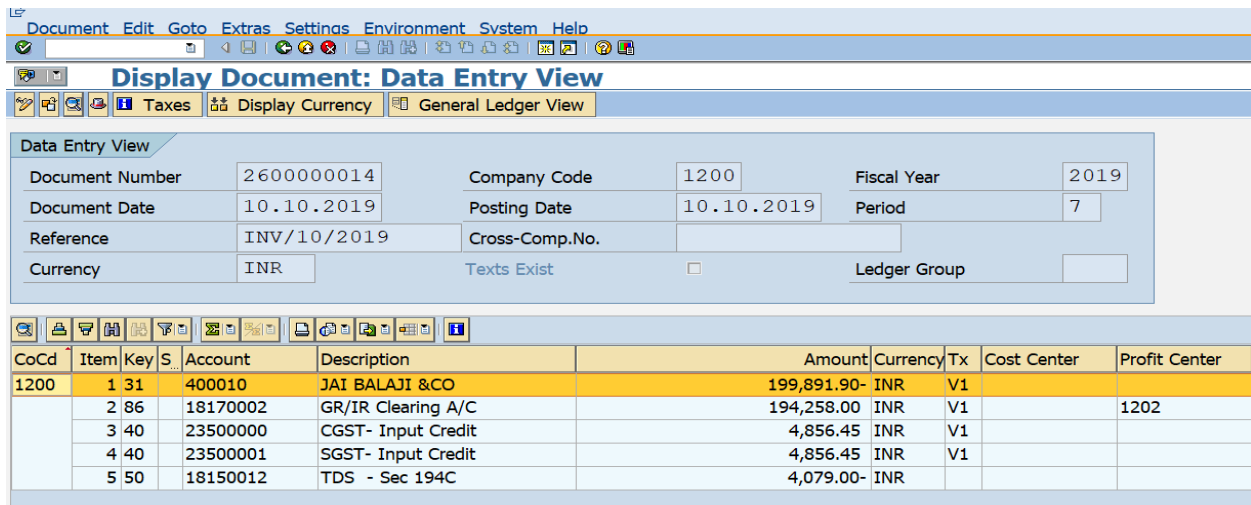 Document Edit Goto Extras Settings Environment System Help
Display Document: Data Entry View
Taxes Display Currency General Ledger View
Data Entry View
Document Number 2600000014 Company Code 1200 Fiscal Year 2019
Document Date 10.10.2019 Posting Date 10.10.2019 Period 7
Reference INV/10/2019 Cross-Comp.No.
Currency INR Texts Exist Ledger Group
CoCd Item Key S.. Account Description Amount Currency Tx Cost Center Profit Center
1200 1 31 400010 JAI BALAJI &CO 199,891.90- INR V1
2 86 18170002 GR/IR Clearing A/C 194,258.00 INR V1 1202
3 40 23500000 CGST- Input Credit 4,856.45 INR V1
4 40 23500001 SGST- Input Credit 4,856.45 INR V1
5 50 18150012 TDS - Sec 194C 4,079.00- INR